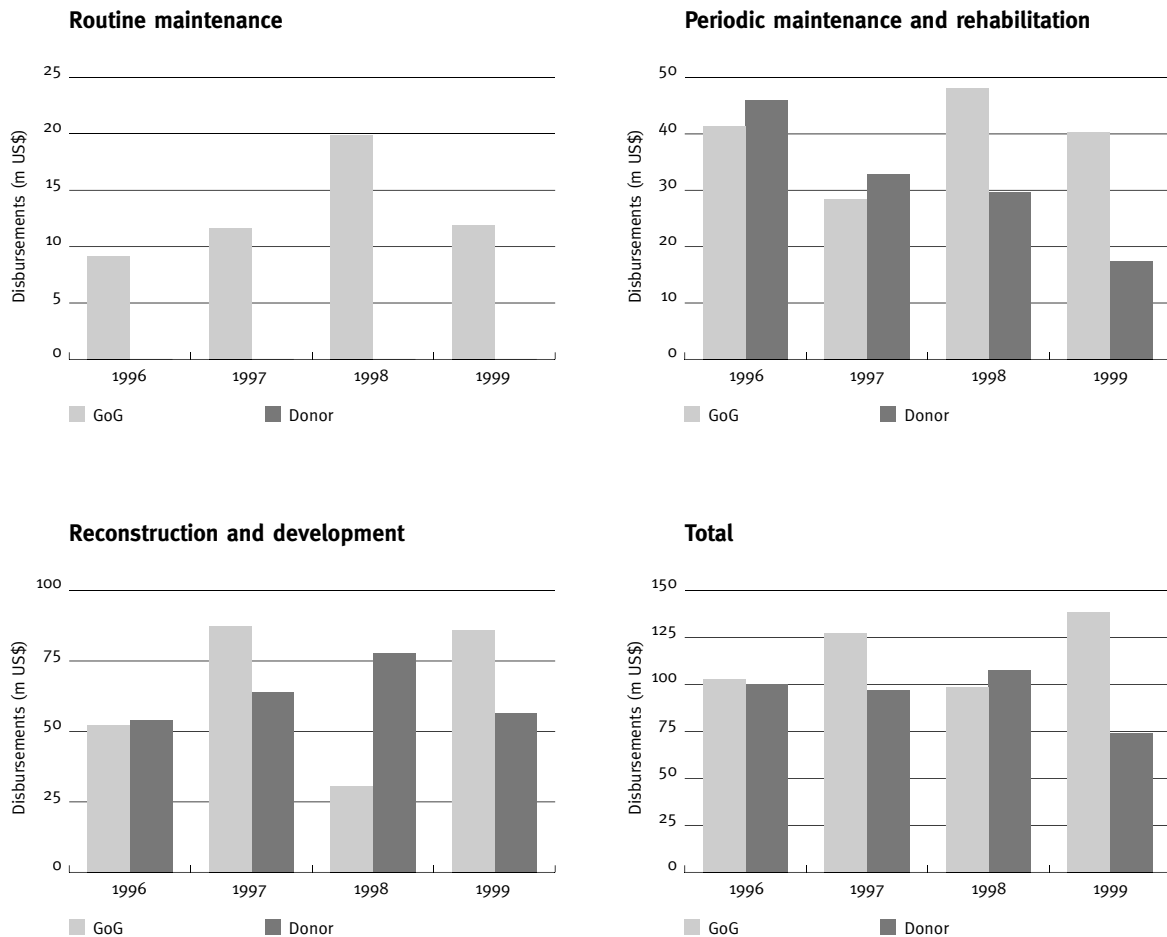 Routine maintenance
Disbursements (m US$)
25
20
15
10
5
0
1996 1997 1998 1999
GoG Donor
Periodic maintenance and rehabilitation
Disbursements (m US$)
50
40
30
20
10
0
1996 1997 1998 1999
GoG Donor
Reconstruction and development
Disbursements (m US$)
100
75
50
25
0
1996 1997 1998 1999
GoG Donor
Total
Disbursements (m US$)
150
125
100
75
50
25
0
1996 1997 1998 1999
GoG Donor